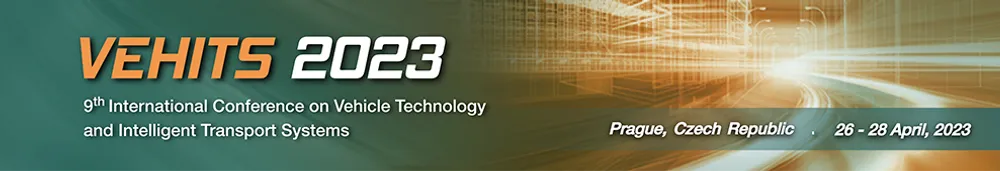 VEHITS 2023
9th International Conference on Vehicle Technology
and Intelligent Transport Systems
Prague, Czech Republic . 26 - 28 April, 2023